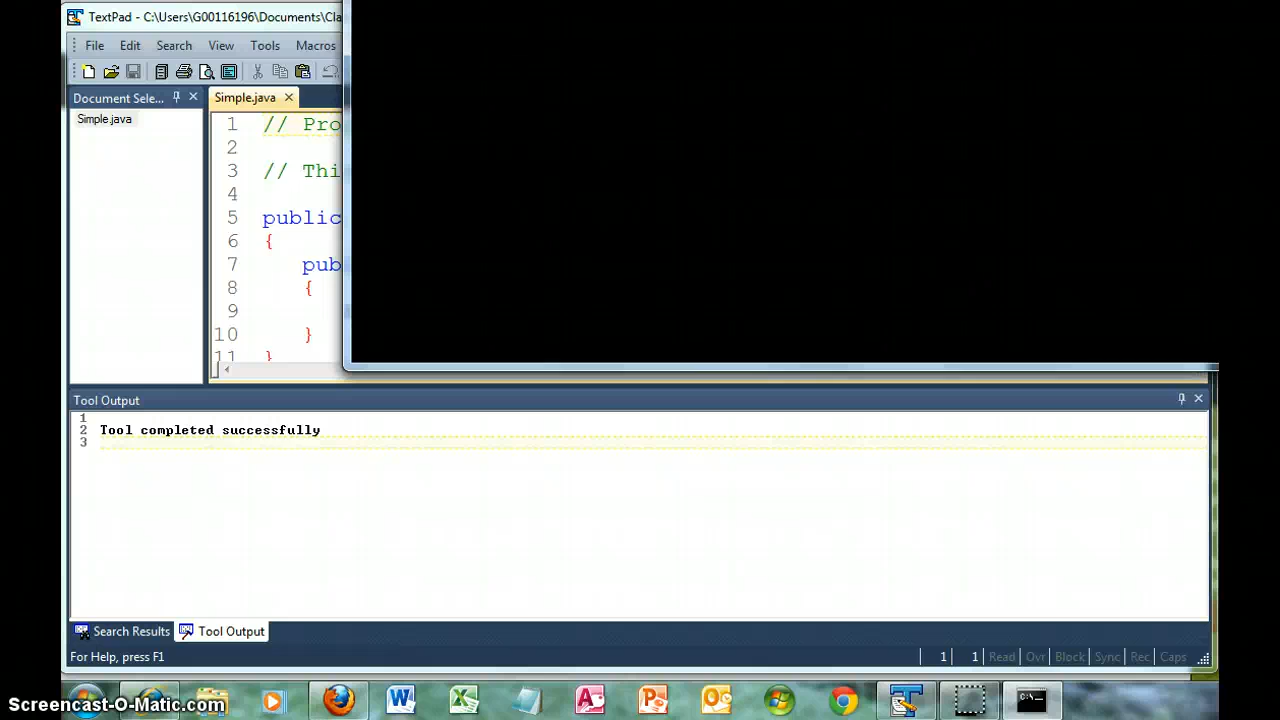 TextPad - C:\Users\G00116196\Documents\Cla
File Edit Search View Tools Macros
Document Sele...
Simple.java
Simple.java
1 // Pro
2
3 // Thi
4
5 public
6 {
7 pub
8 {
9
10 }
11 }
Tool Output
1
2 Tool completed successfully
3
Search Results Tool Output
For Help, press F1 1 1 Read Ovr Block Sync Rec Caps
Screencast-O-Matic.com